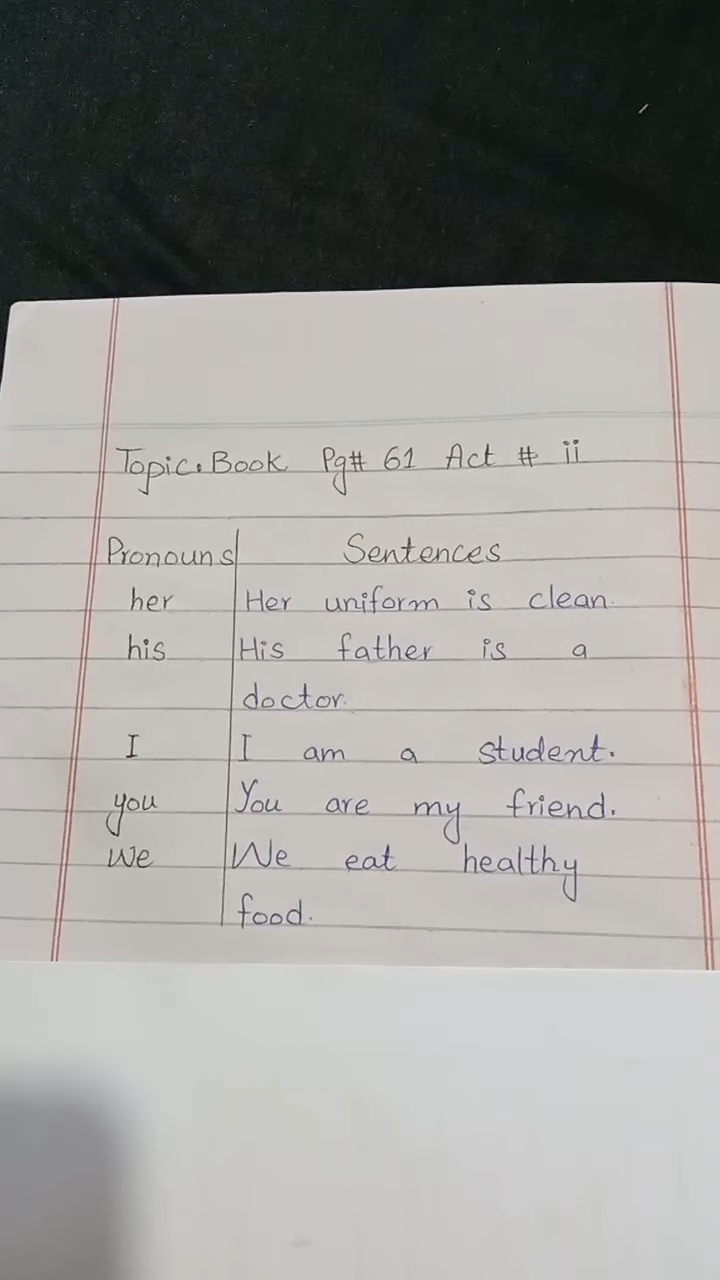 Topic: Book Pg# 61 Act # ii
Pronouns Sentences
her Her uniform is clean.
his His father is a
doctor.
I I am a student.
you You are my friend.
We We eat healthy
food.